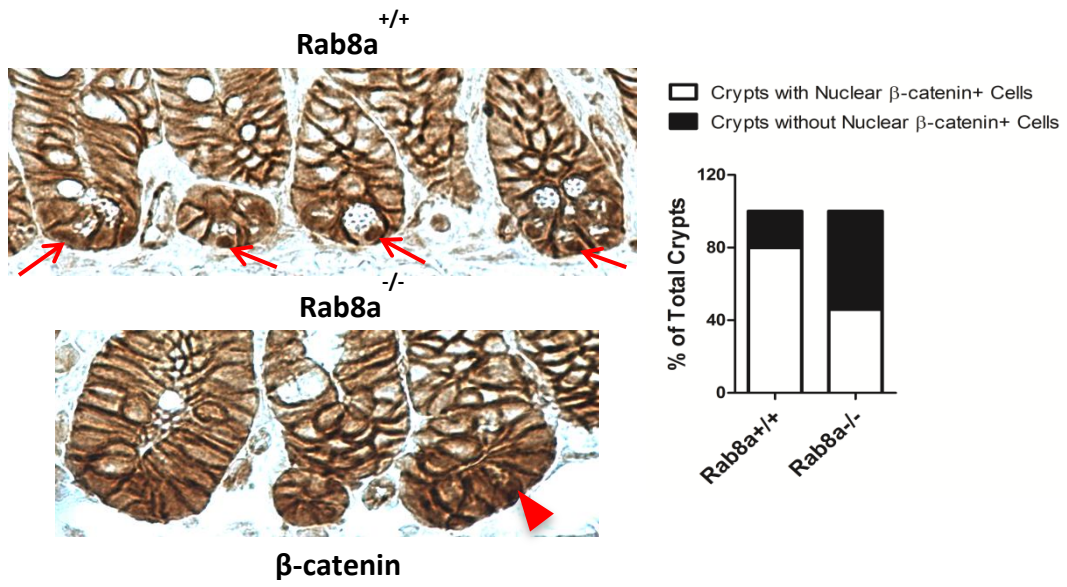 Rab8a+/+
Rab8a-/-
β-catenin
Crypts with Nuclear β-catenin+ Cells
Crypts without Nuclear β-catenin+ Cells
% of Total Crypts
120
80
40
0
Rab8a+/+
Rab8a-/-